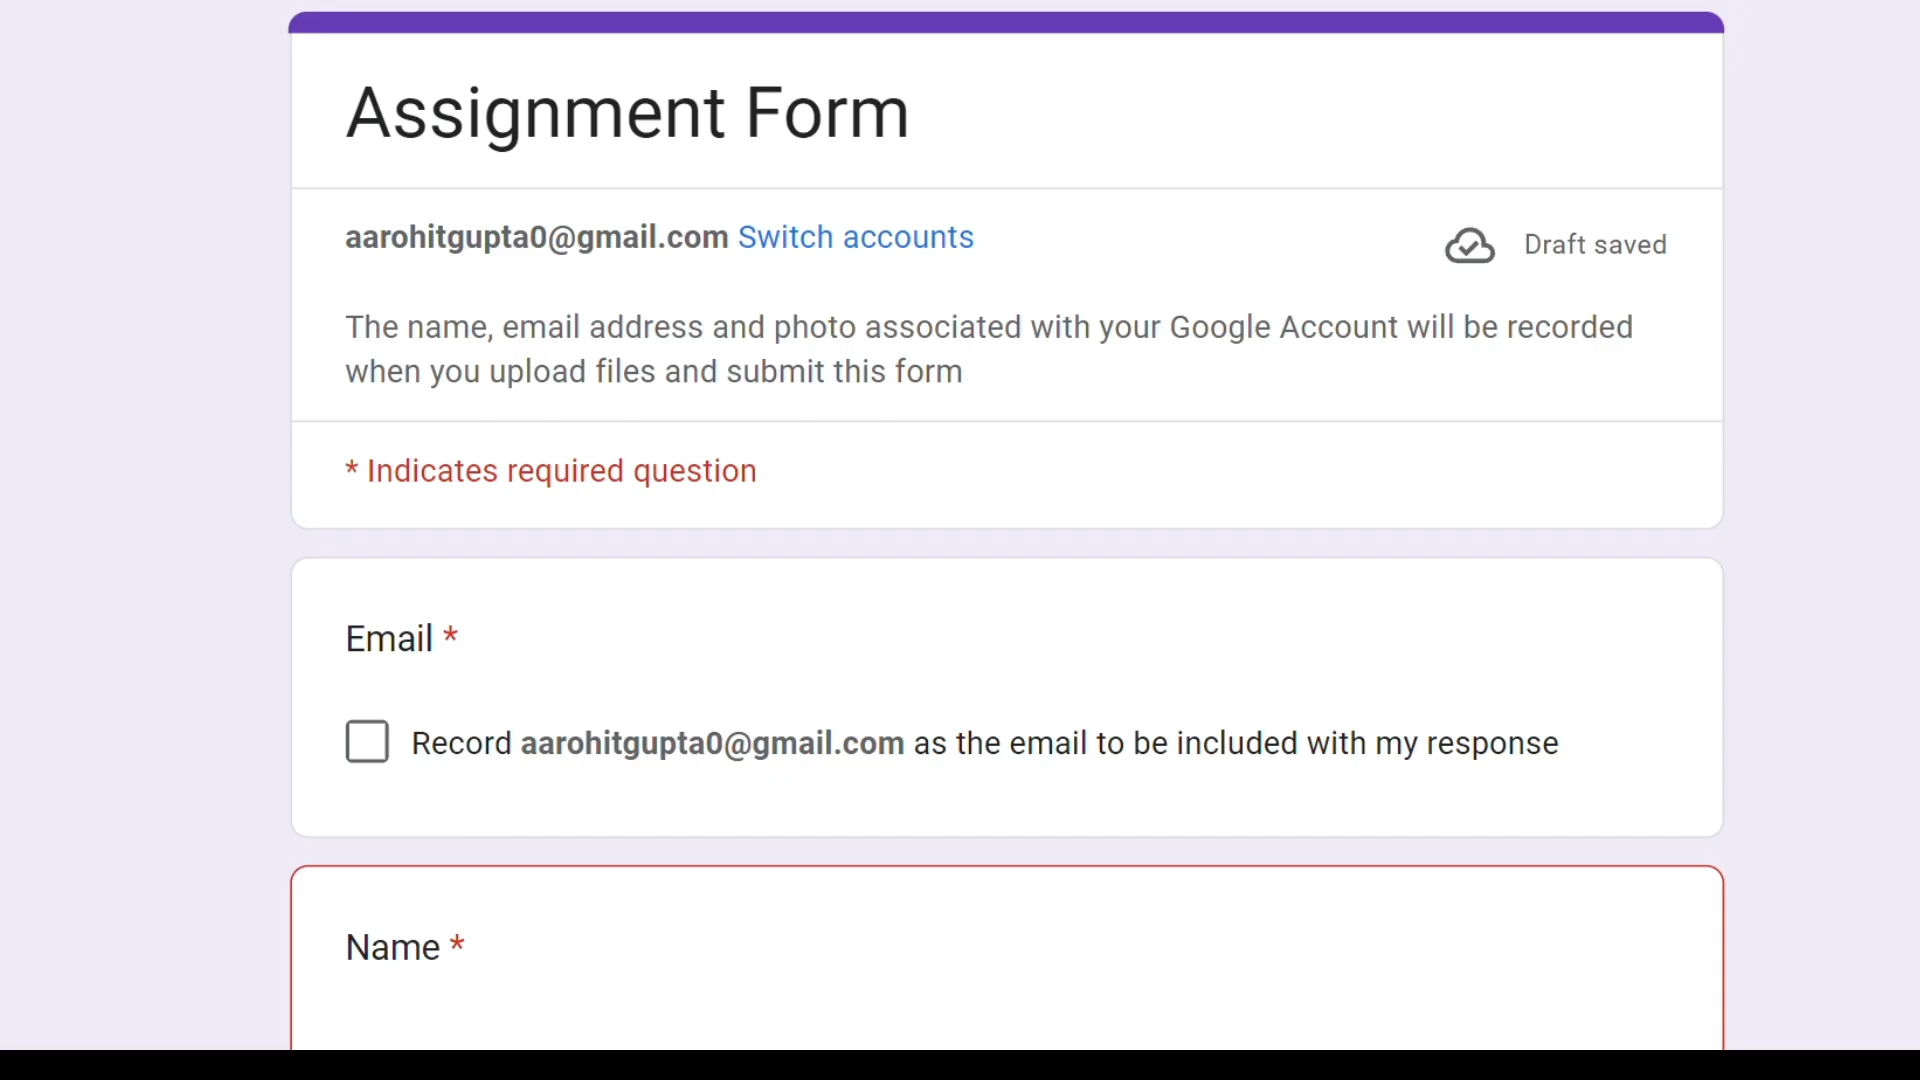 Assignment Form
aarohitgupta0@gmail.com Switch accounts
Draft saved
The name, email address and photo associated with your Google Account will be recorded
when you upload files and submit this form
* Indicates required question
Email *
Record aarohitgupta0@gmail.com as the email to be included with my response
Name *